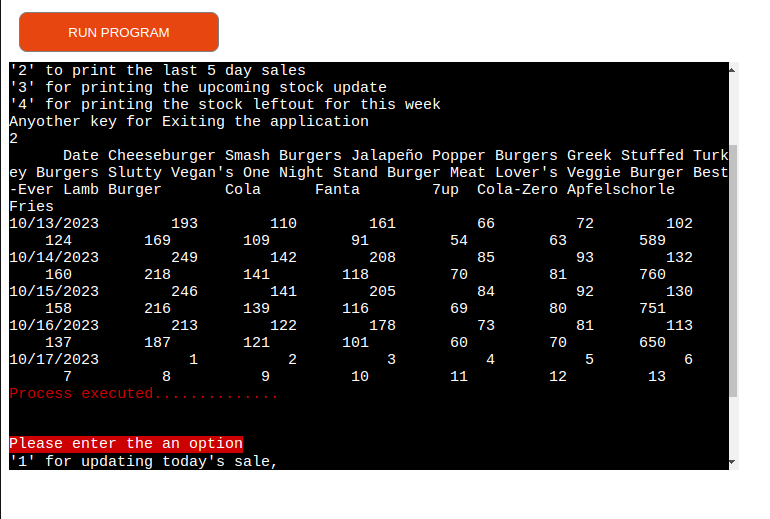 RUN PROGRAM
'2' to print the last 5 day sales
'3' for printing the upcoming stock update
'4' for printing the stock leftout for this week
Anyother key for Exiting the application
2
Date Cheeseburger Smash Burgers Jalapeño Popper Burgers Greek Stuffed Turk
ey Burgers Slutty Vegan's One Night Stand Burger Meat Lover's Veggie Burger Best
-Ever Lamb Burger Cola Fanta 7up Cola-Zero Apfelschorle
Fries
10/13/2023 193 110 161 66 72 102
124 169 109 91 54 63 589
10/14/2023 249 142 208 85 93 132
160 218 141 118 70 81 760
10/15/2023 246 141 205 84 92 130
158 216 139 116 69 80 751
10/16/2023 213 122 178 73 81 113
137 187 121 101 60 70 650
10/17/2023 1 2 3 4 5 6
7 8 9 10 11 12 13
Process executed..............
Please enter the an option
'1' for updating today's sale,